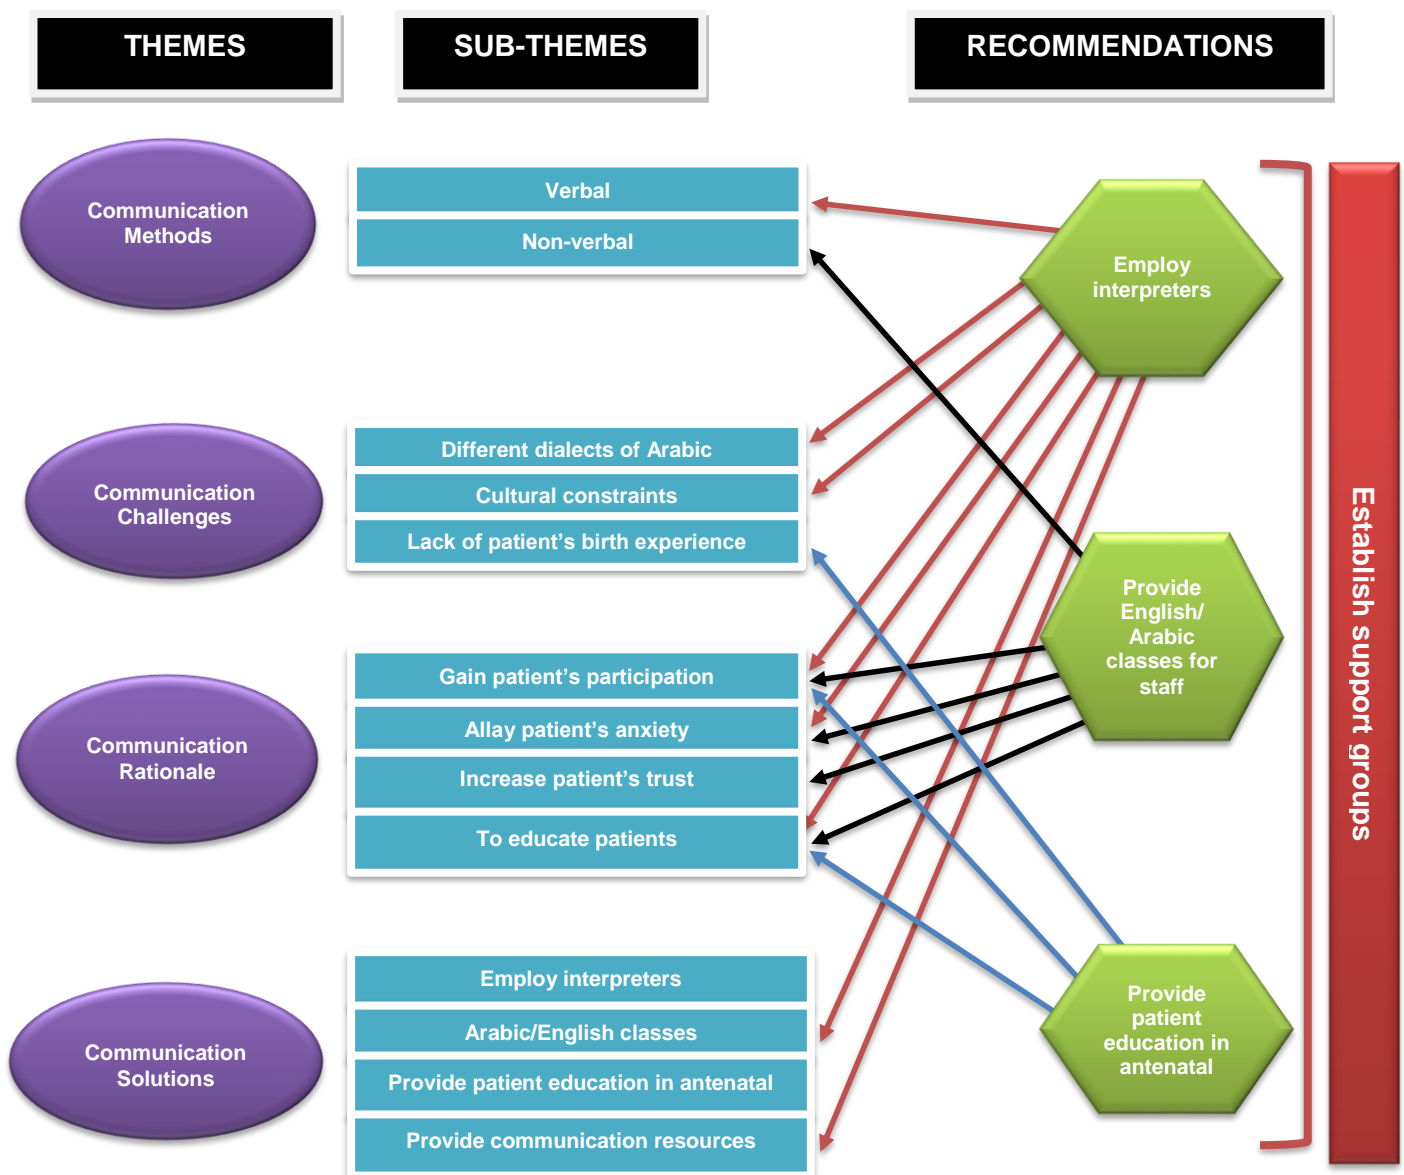 THEMES
SUB-THEMES
RECOMMENDATIONS
Communication
Methods
Verbal
Non-verbal
Employ
interpreters
Communication
Challenges
Different dialects of Arabic
Cultural constraints
Lack of patient’s birth experience
Provide
English/
Arabic
classes for
staff
Communication
Rationale
Gain patient’s participation
Allay patient’s anxiety
Increase patient’s trust
To educate patients
Communication
Solutions
Employ interpreters
Arabic/English classes
Provide patient education in antenatal
Provide communication resources
Provide
patient
education in
antenatal
Establish support groups